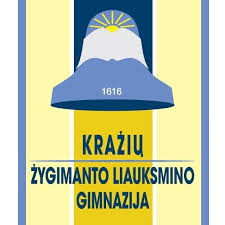 1616
KRAŽIŲ
ŽYGIMANTO LIAUKSMINO
GIMNAZIJA